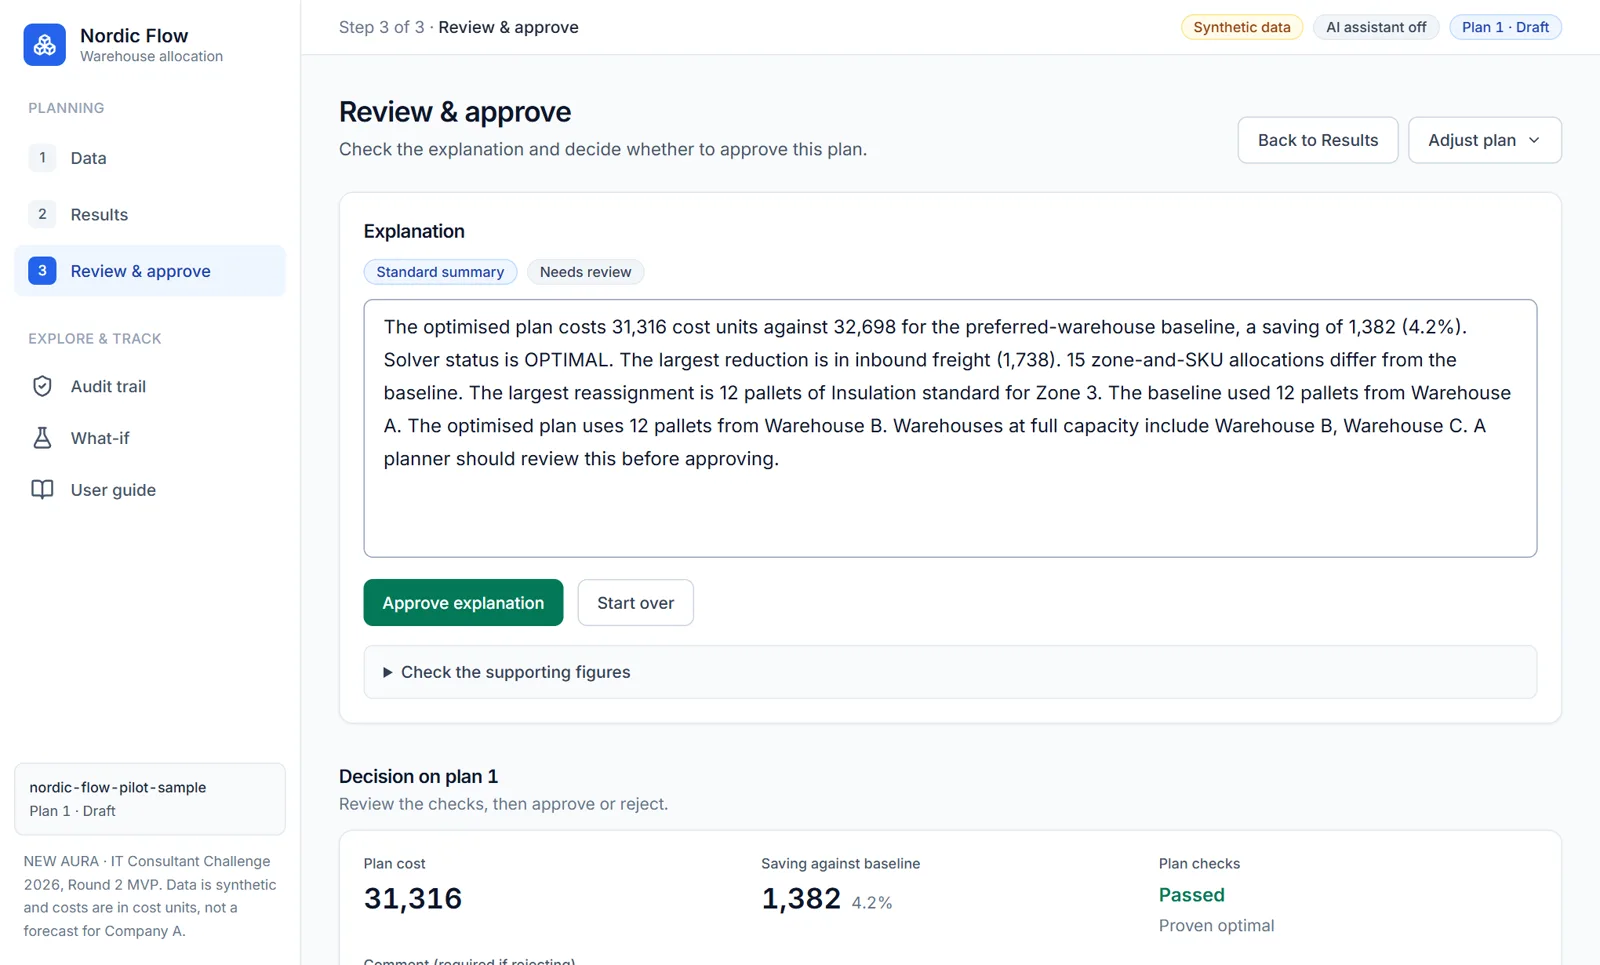 Nordic Flow
Warehouse allocation
PLANNING
1 Data
2 Results
3 Review & approve
EXPLORE & TRACK
Audit trail
What-if
User guide
nordic-flow-pilot-sample
Plan 1 · Draft
NEW AURA · IT Consultant Challenge
2026, Round 2 MVP. Data is synthetic
and costs are in cost units, not a
forecast for Company A.
Step 3 of 3 · Review & approve
Synthetic data
AI assistant off
Plan 1 · Draft
Review & approve
Check the explanation and decide whether to approve this plan.
Back to Results
Adjust plan
Explanation
Standard summary
Needs review
The optimised plan costs 31,316 cost units against 32,698 for the preferred-warehouse baseline, a saving of 1,382 (4.2%).
Solver status is OPTIMAL. The largest reduction is in inbound freight (1,738). 15 zone-and-SKU allocations differ from the
baseline. The largest reassignment is 12 pallets of Insulation standard for Zone 3. The baseline used 12 pallets from Warehouse
A. The optimised plan uses 12 pallets from Warehouse B. Warehouses at full capacity include Warehouse B, Warehouse C. A
planner should review this before approving.
Approve explanation
Start over
Check the supporting figures
Decision on plan 1
Review the checks, then approve or reject.
Plan cost
31,316
Saving against baseline
1,382 4.2%
Plan checks
Passed
Proven optimal
Comment (required if rejecting)